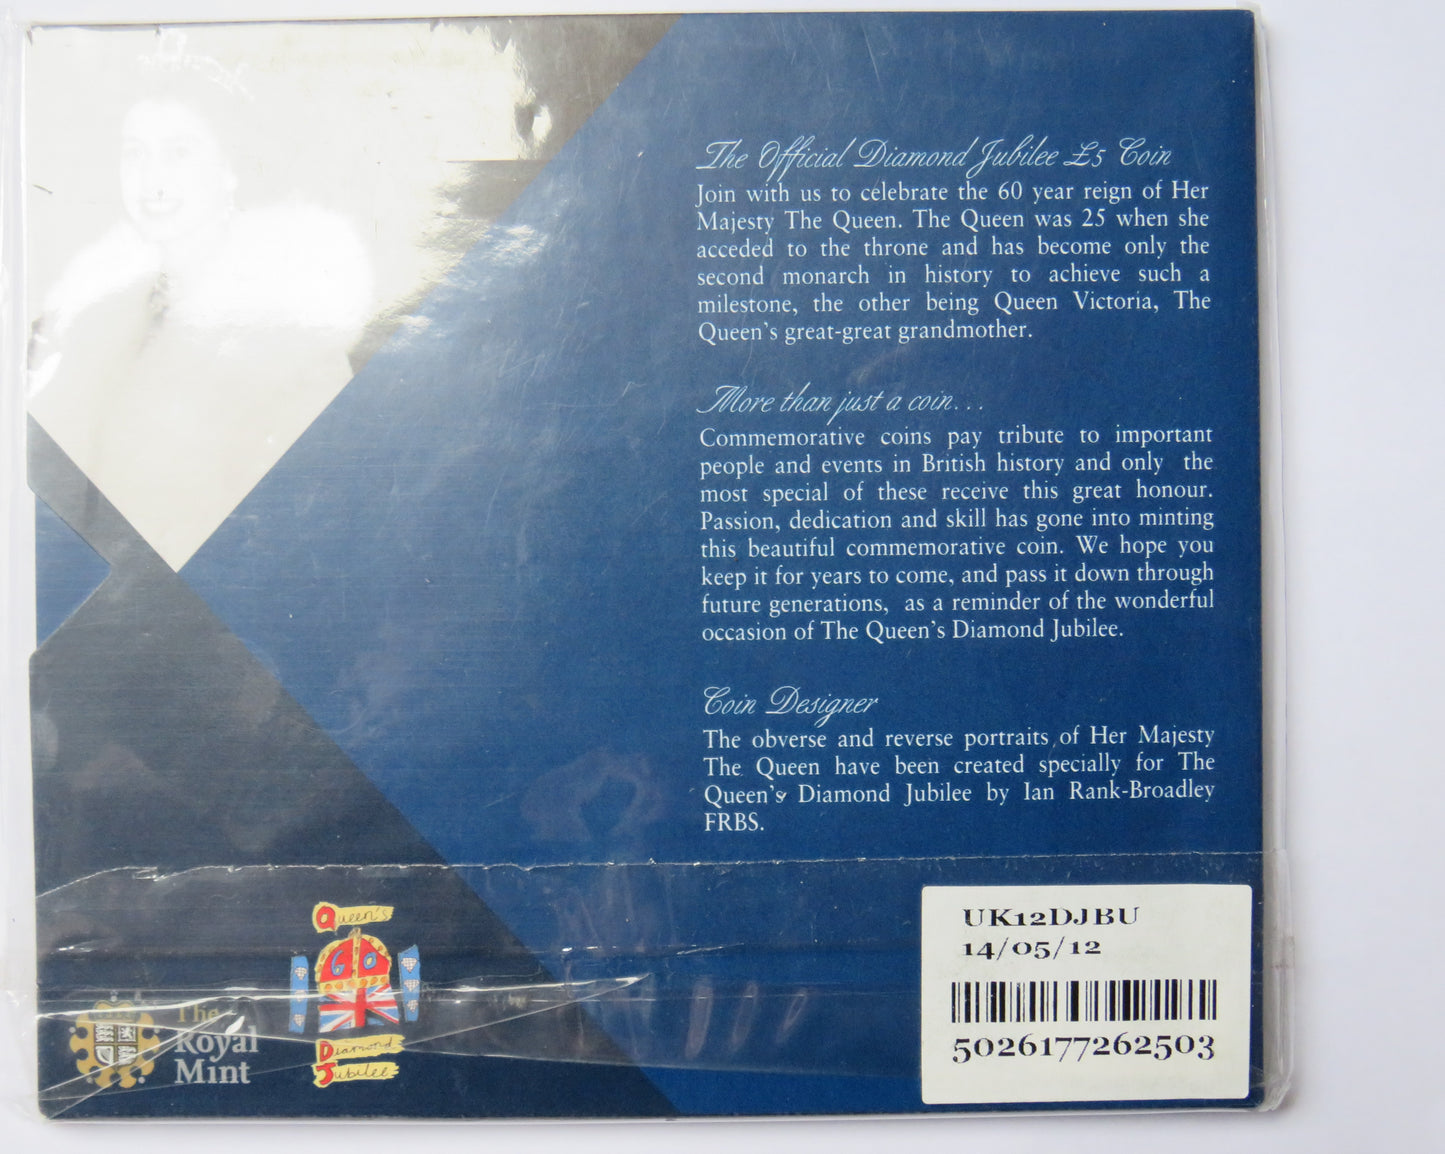 The Official Diamond Jubilee £5 Coin
Join with us to celebrate the 60 year reign of Her
Majesty The Queen. The Queen was 25 when she
acceded to the throne and has become only the
second monarch in history to achieve such a
milestone, the other being Queen Victoria, The
Queen's great-great grandmother.
More than just a coin...
Commemorative coins pay tribute to important
people and events in British history and only the
most special of these receive this great honour.
Passion, dedication and skill has gone into minting
this beautiful commemorative coin. We hope you
keep it for years to come, and pass it down through
future generations, as a reminder of the wonderful
occasion of The Queen's Diamond Jubilee.
Coin Designer
The obverse and reverse portraits of Her Majesty
The Queen have been created specially for The
Queen's Diamond Jubilee by Ian Rank-Broadley
FRBS.
The
Royal
Mint
Queen's
60
Diamond
Jubilee
UK12DJBU
14/05/12
5026177262503